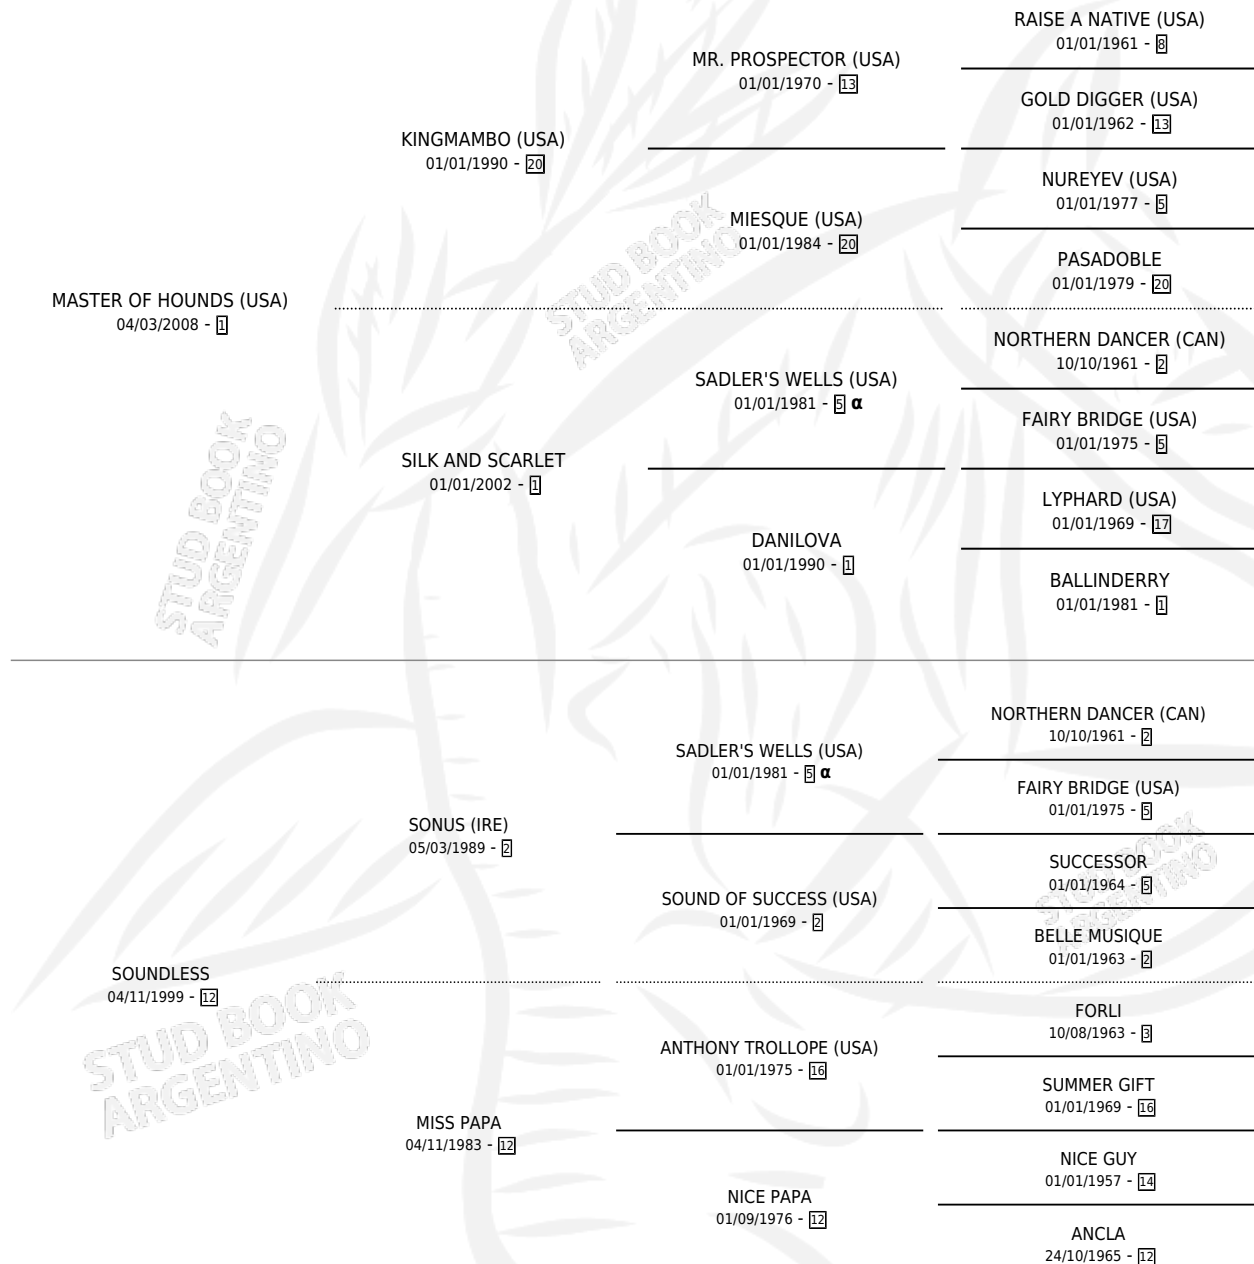 RAISE A NATIVE (USA)
01/01/1961 - 8
MR. PROSPECTOR (USA)
01/01/1970 - 13
GOLD DIGGER (USA)
01/01/1962 - 13
KINGMAMBO (USA)
01/01/1990 - 20
NUREYEV (USA)
01/01/1977 - 5
MIESQUE (USA)
01/01/1984 - 20
PASADOBLE
01/01/1979 - 20
MASTER OF HOUNDS (USA)
04/03/2008 - 1
NORTHERN DANCER (CAN)
10/10/1961 - 2
SADLER'S WELLS (USA)
01/01/1981 - 5 α
FAIRY BRIDGE (USA)
01/01/1975 - 5
SILK AND SCARLET
01/01/2002 - 1
LYPHARD (USA)
01/01/1969 - 17
DANILOVA
01/01/1990 - 1
BALLINDERRY
01/01/1981 - 1
NORTHERN DANCER (CAN)
10/10/1961 - 2
SADLER'S WELLS (USA)
01/01/1981 - 5 α
FAIRY BRIDGE (USA)
01/01/1975 - 5
SONUS (IRE)
05/03/1989 - 2
SUCCESSOR
01/01/1964 - 5
SOUND OF SUCCESS (USA)
01/01/1969 - 2
BELLE MUSIQUE
01/01/1963 - 2
SOUNDLESS
04/11/1999 - 12
FORLI
10/08/1963 - 3
ANTHONY TROLLOPE (USA)
01/01/1975 - 16
SUMMER GIFT
01/01/1969 - 16
MISS PAPA
04/11/1983 - 12
NICE GUY
01/01/1957 - 14
NICE PAPA
01/09/1976 - 12
ANCLA
24/10/1965 - 12
STUD BOOK
ARGENTINO
STUD BOOK
ARGENTINO
STUD BOOK
ARGENTINO
STUD BOOK
ARGENTINO